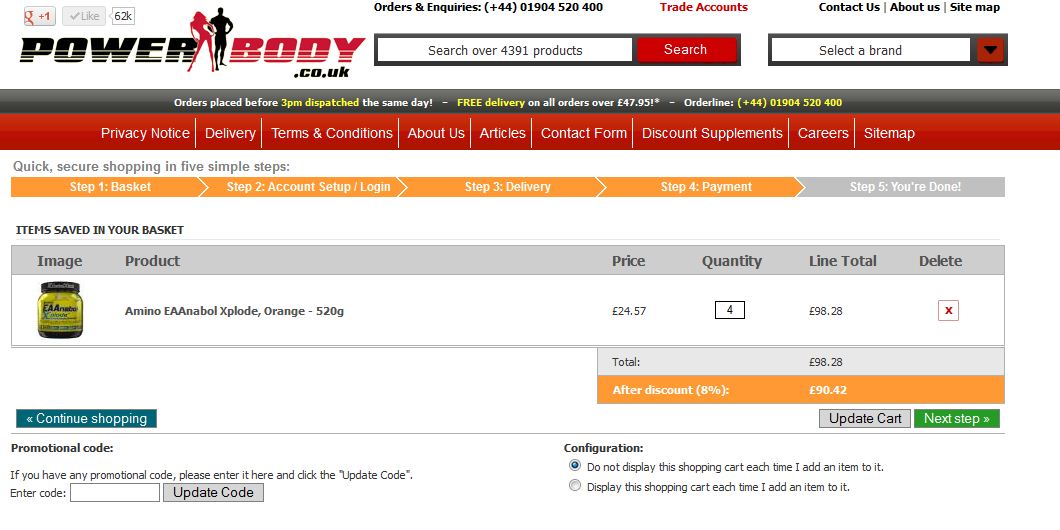 g +1 Like 62k
Orders & Enquiries: (+44) 01904 520 400 Trade Accounts Contact Us | About us | Site map
POWER BODY
.co.uk
Search over 4391 products Search Select a brand
Orders placed before 3pm dispatched the same day! - FREE delivery on all orders over £47.95!* - Orderline: (+44) 01904 520 400
Privacy Notice Delivery Terms & Conditions About Us Articles Contact Form Discount Supplements Careers Sitemap
Quick, secure shopping in five simple steps:
Step 1: Basket Step 2: Account Setup / Login Step 3: Delivery Step 4: Payment Step 5: You're Done!
ITEMS SAVED IN YOUR BASKET
Image Product Price Quantity Line Total Delete
EAAnabol
Xplode
Amino EAAnabol Xplode, Orange - 520g £24.57 4 £98.28 x
Total: £98.28
After discount (8%): £90.42
« Continue shopping Update Cart Next step »
Promotional code: Configuration:
Do not display this shopping cart each time I add an item to it.
If you have any promotional code, please enter it here and click the "Update Code".
Display this shopping cart each time I add an item to it.
Enter code: Update Code